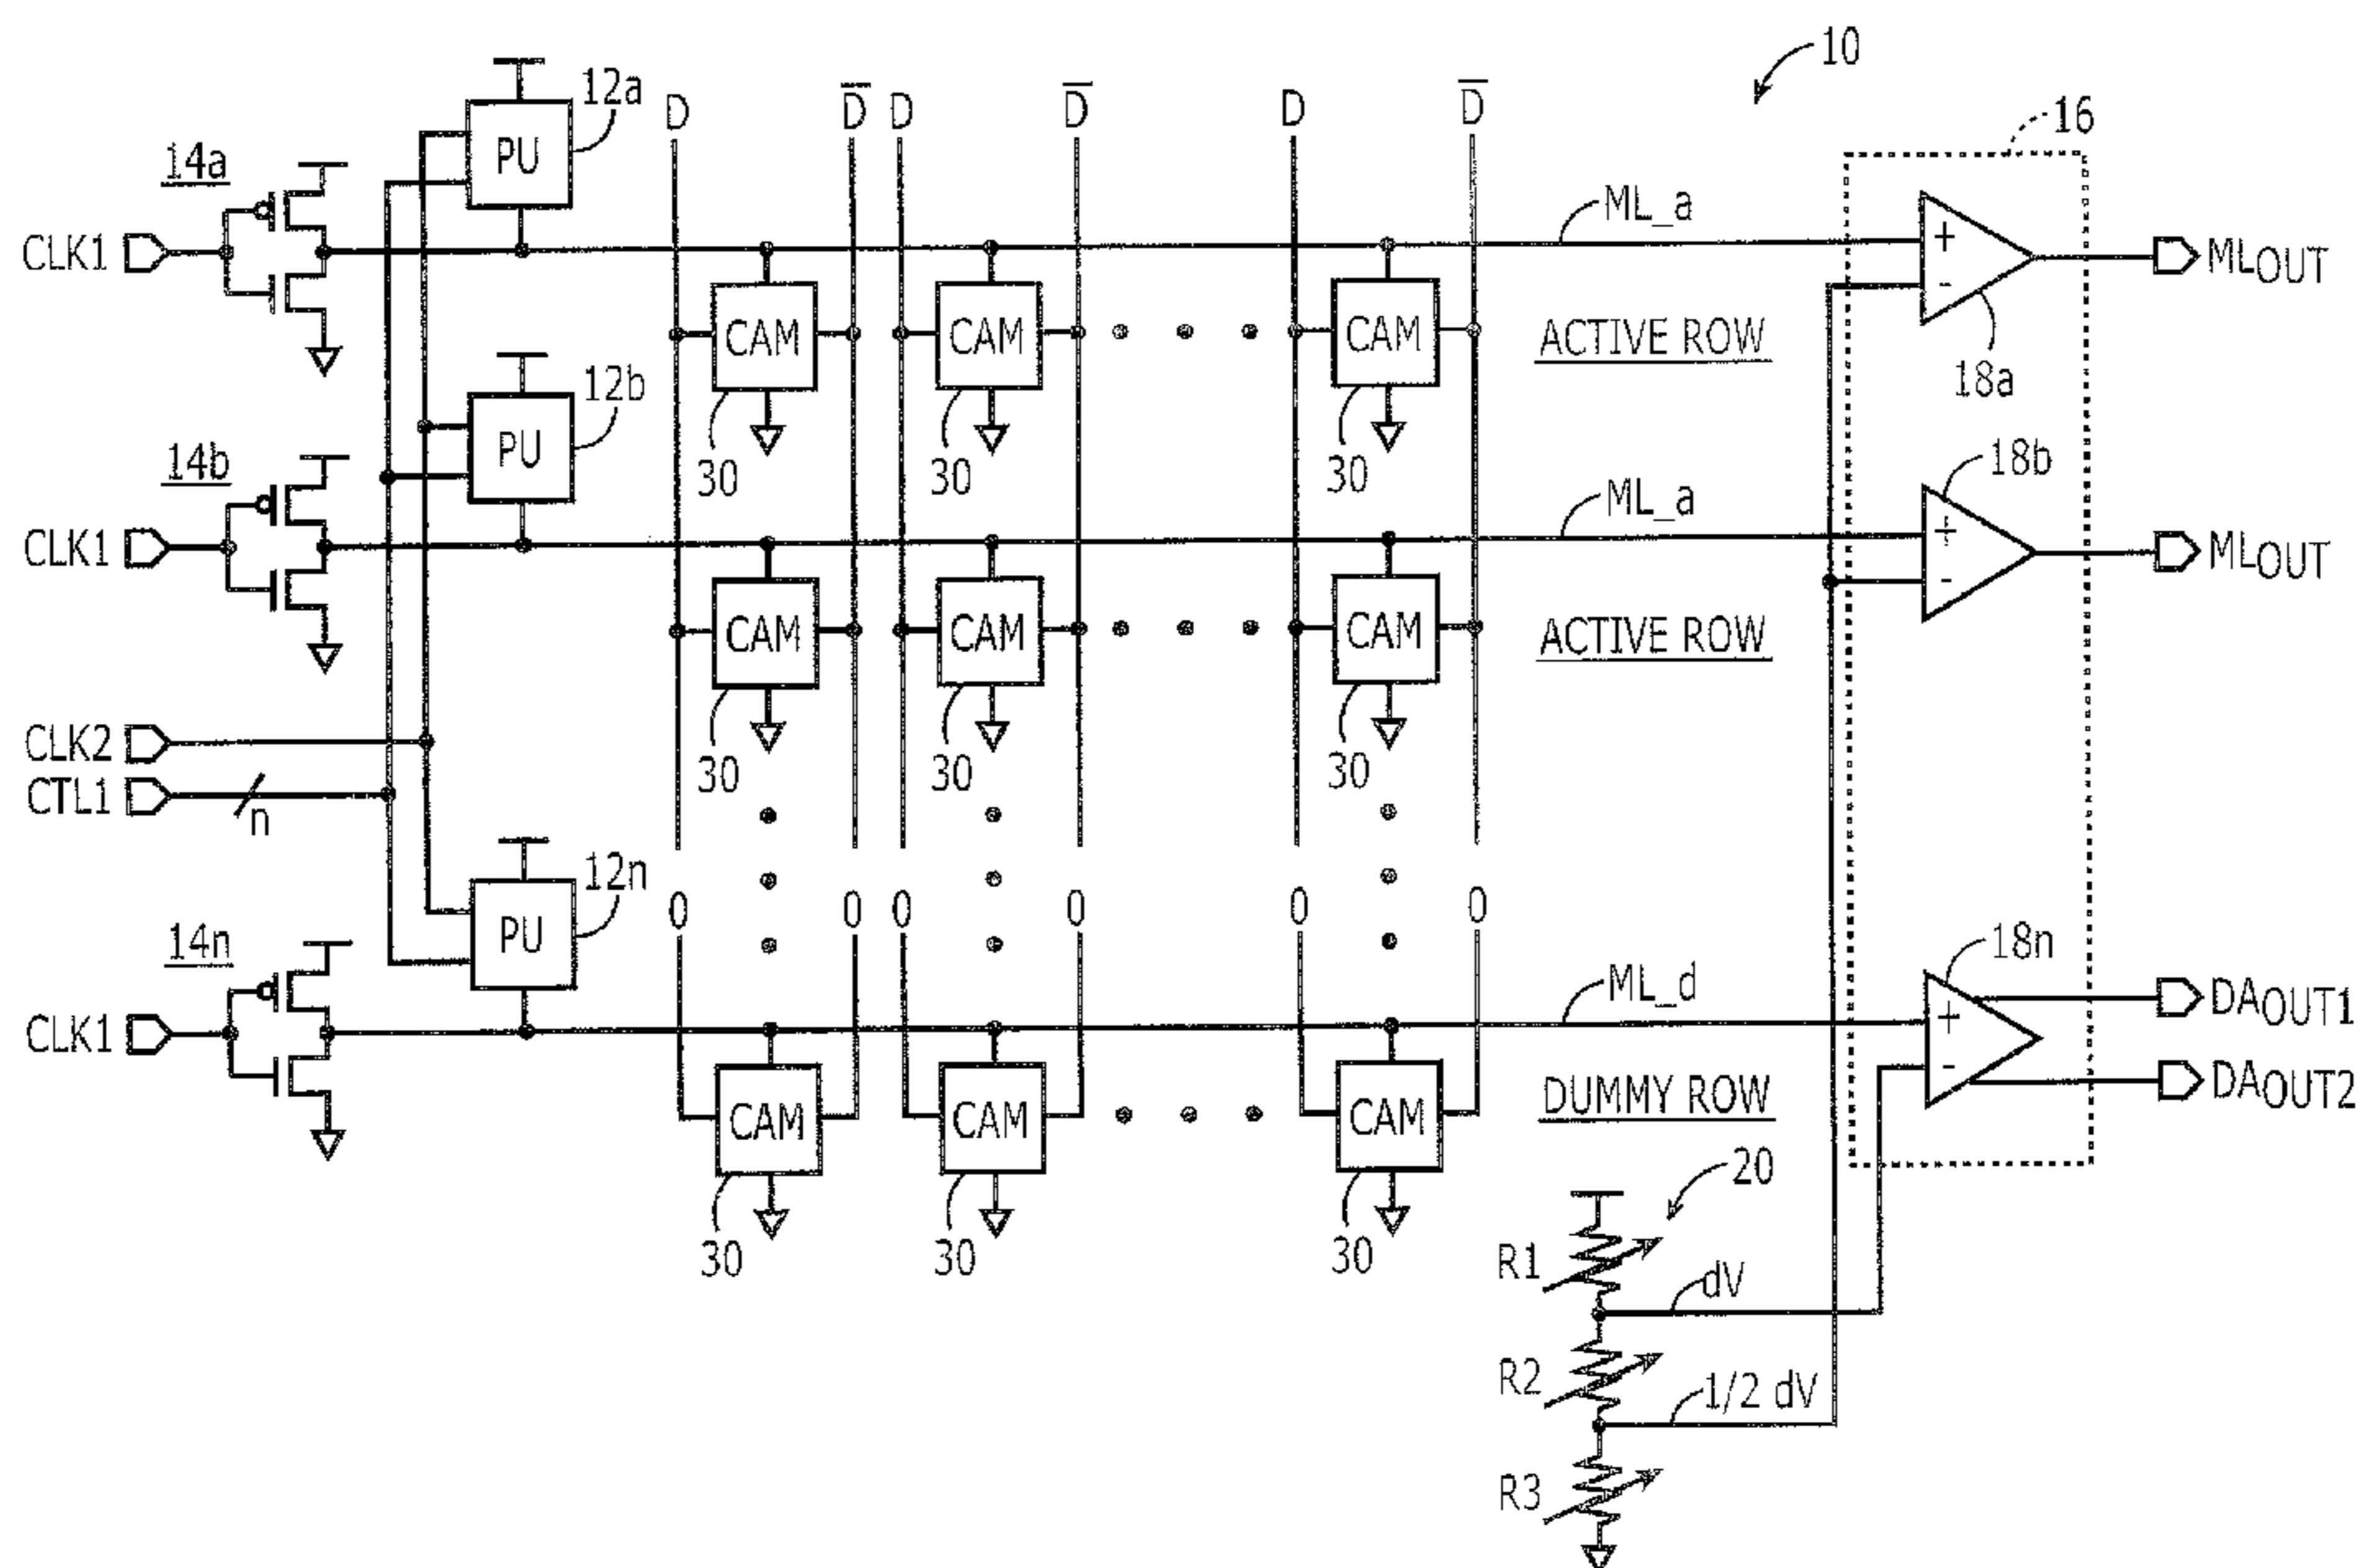 10
D D̅ D D̅ D D̅
16
12a
PU
14a
ML_a
CLK1
+
-
MLOUT
18a
CAM CAM CAM
ACTIVE ROW
30 30 30
12b
PU
14b
18b
ML_a
CLK1
+
-
MLOUT
CAM CAM CAM
ACTIVE ROW
30 30 30
CLK2
CTL1
n
12n
PU
0 0 0 0 0 0
14n
18n
ML_d
CLK1
+
-
DAOUT1
DAOUT2
CAM CAM CAM
DUMMY ROW
30 30 30
20
R1
dV
R2
1/2 dV
R3